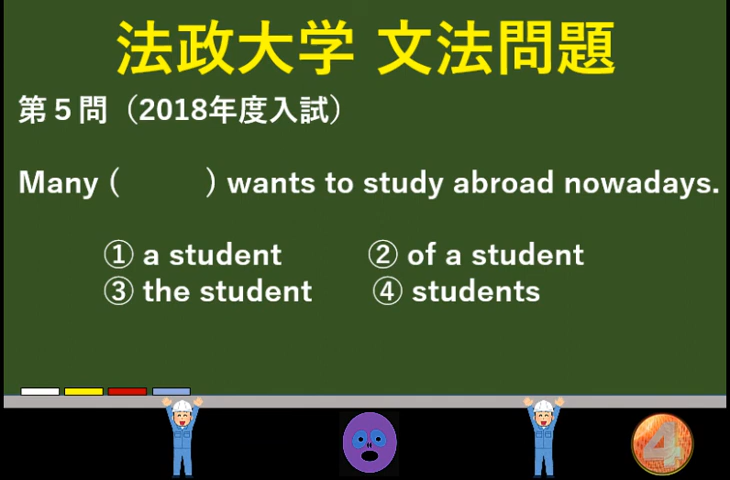 法政大学 文法問題
第５問（2018年度入試）
Many (　　　) wants to study abroad nowadays.
① a student　② of a student
③ the student　④ students
4